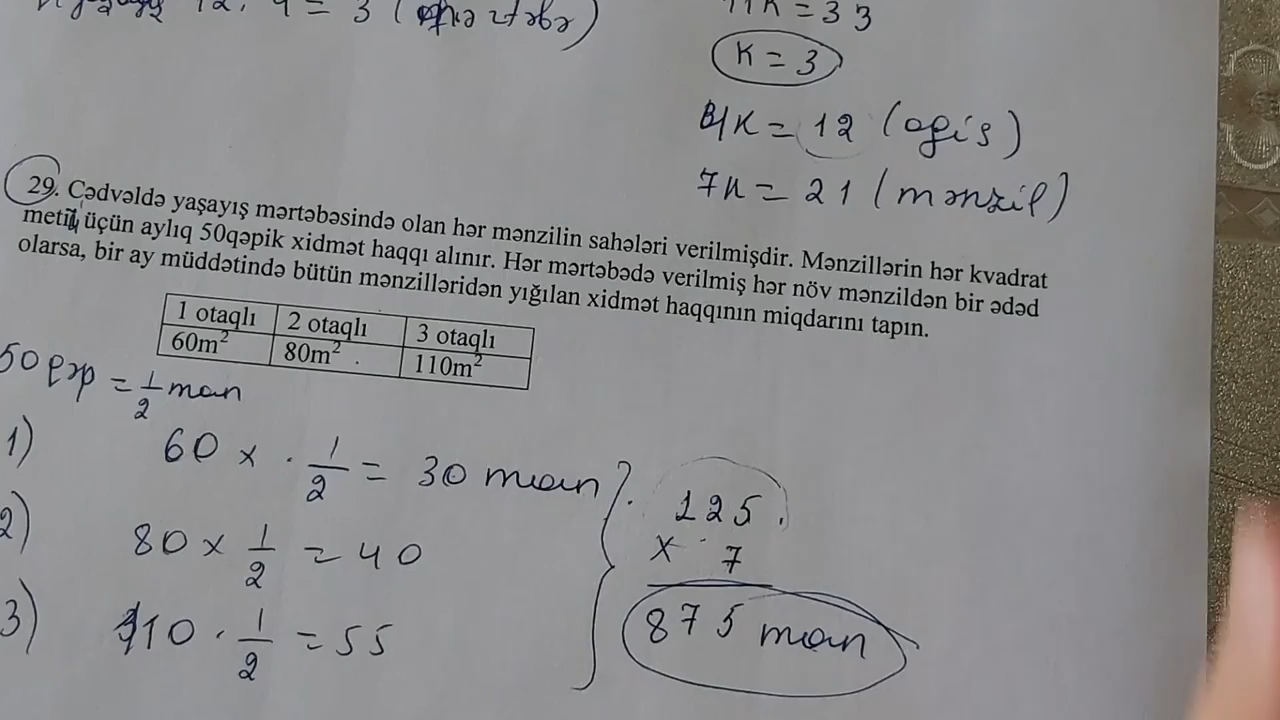 12 : 4 = 3 (
11K = 33
K = 3
4K = 12 (ofis)
7K = 21 (mənzil)
29. Cədvəldə yaşayış mərtəbəsində olan hər mənzilin sahələri verilmişdir. Mənzillərin hər kvadrat
üçün aylıq 50qəpik xidmət haqqı alınır. Hər mərtəbədə verilmiş hər növ mənzildən bir ədəd
olarsa, bir ay müddətində bütün mənzilləridən yığılan xidmət haqqının miqdarını tapın.
1 otaqlı 2 otaqlı 3 otaqlı
60m² 80m² 110m²
50 qəp = 1/2 man
1) 60 × · 1/2 = 30 man
2) 80 × 1/2 = 40
3) 110 · 1/2 = 55
125
× 7
875 man